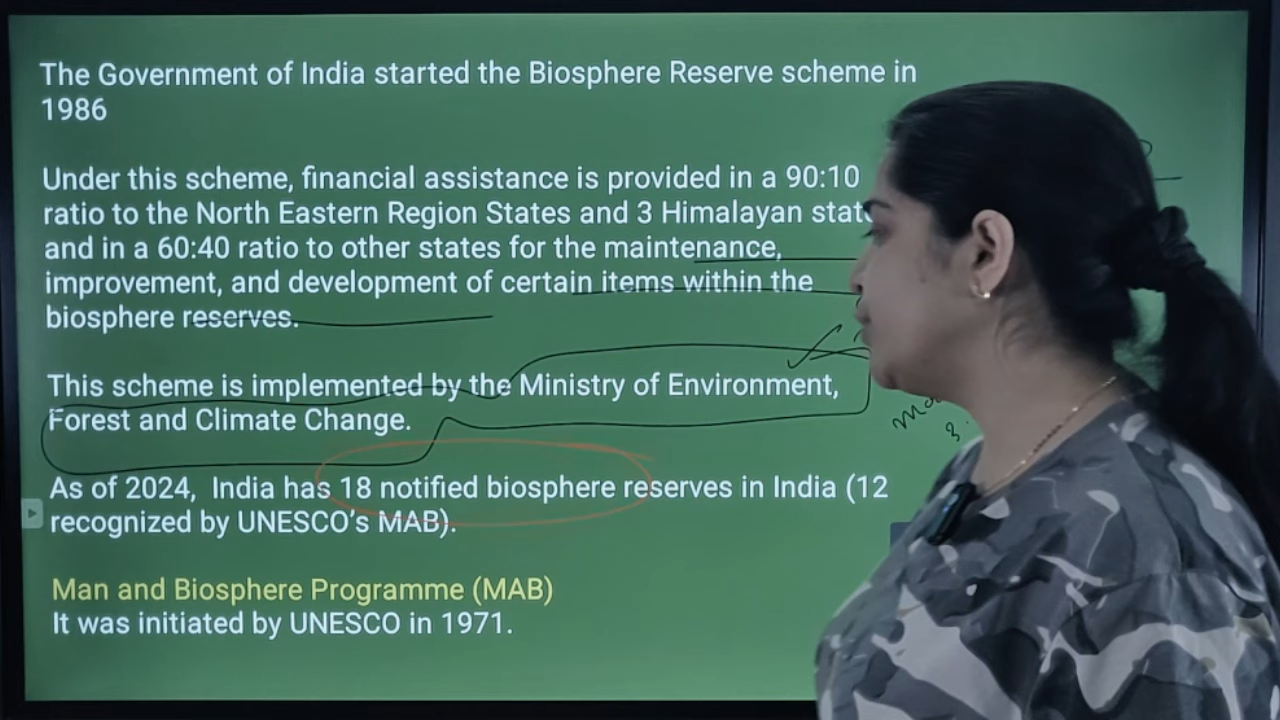 The Government of India started the Biosphere Reserve scheme in
1986
Under this scheme, financial assistance is provided in a 90:10
ratio to the North Eastern Region States and 3 Himalayan
and in a 60:40 ratio to other states for the maintenance,
improvement, and development of certain items within the
biosphere reserves.
This scheme is implemented by the Ministry of Environment,
Forest and Climate Change.
As of 2024, India has 18 notified biosphere reserves in India (12
recognized by UNESCO's MAB).
Man and Biosphere Programme (MAB)
It was initiated by UNESCO in 1971.